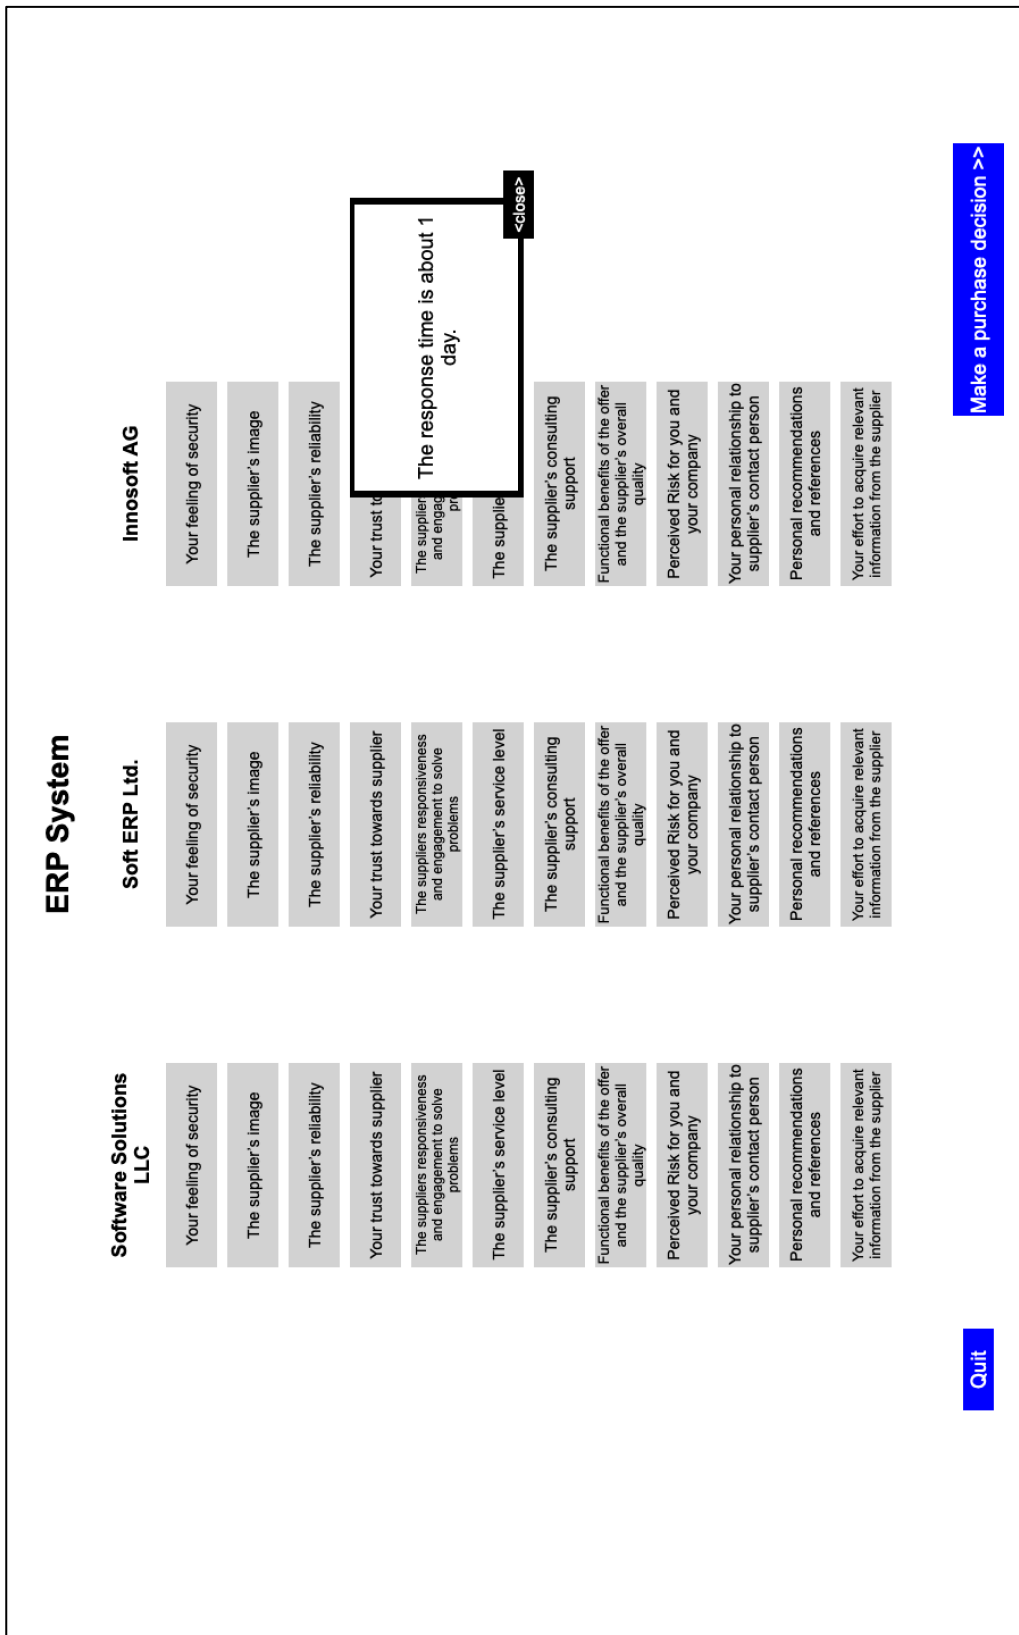 ERP System
Software Solutions
LLC
Your feeling of security
The supplier's image
The supplier's reliability
Your trust towards supplier
The suppliers responsiveness
and engagement to solve
problems
The supplier's service level
The supplier's consulting
support
Functional benefits of the offer
and the supplier's overall
quality
Perceived Risk for you and
your company
Your personal relationship to
supplier's contact person
Personal recommendations
and references
Your effort to acquire relevant
information from the supplier
Soft ERP Ltd.
Your feeling of security
The supplier's image
The supplier's reliability
Your trust towards supplier
The suppliers responsiveness
and engagement to solve
problems
The supplier's service level
The supplier's consulting
support
Functional benefits of the offer
and the supplier's overall
quality
Perceived Risk for you and
your company
Your personal relationship to
supplier's contact person
Personal recommendations
and references
Your effort to acquire relevant
information from the supplier
Innosoft AG
Your feeling of security
The supplier's image
The supplier's reliability
Your trust to
The suppliers
and engag
pr
The supplie
The response time is about 1
day.
<close>
The supplier's consulting
support
Functional benefits of the offer
and the supplier's overall
quality
Perceived Risk for you and
your company
Your personal relationship to
supplier's contact person
Personal recommendations
and references
Your effort to acquire relevant
information from the supplier
Quit
Make a purchase decision >>